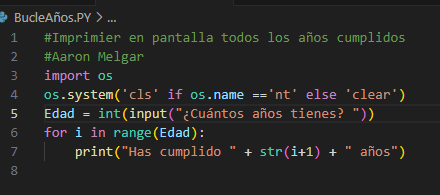 BucleAños.PY > ...
1 #Imprimier en pantalla todos los años cumplidos
2 #Aaron Melgar
3 import os
4 os.system('cls' if os.name =='nt' else 'clear')
5 Edad = int(input("¿Cuántos años tienes? "))
6 for i in range(Edad):
7     print("Has cumplido " + str(i+1) + " años")
8